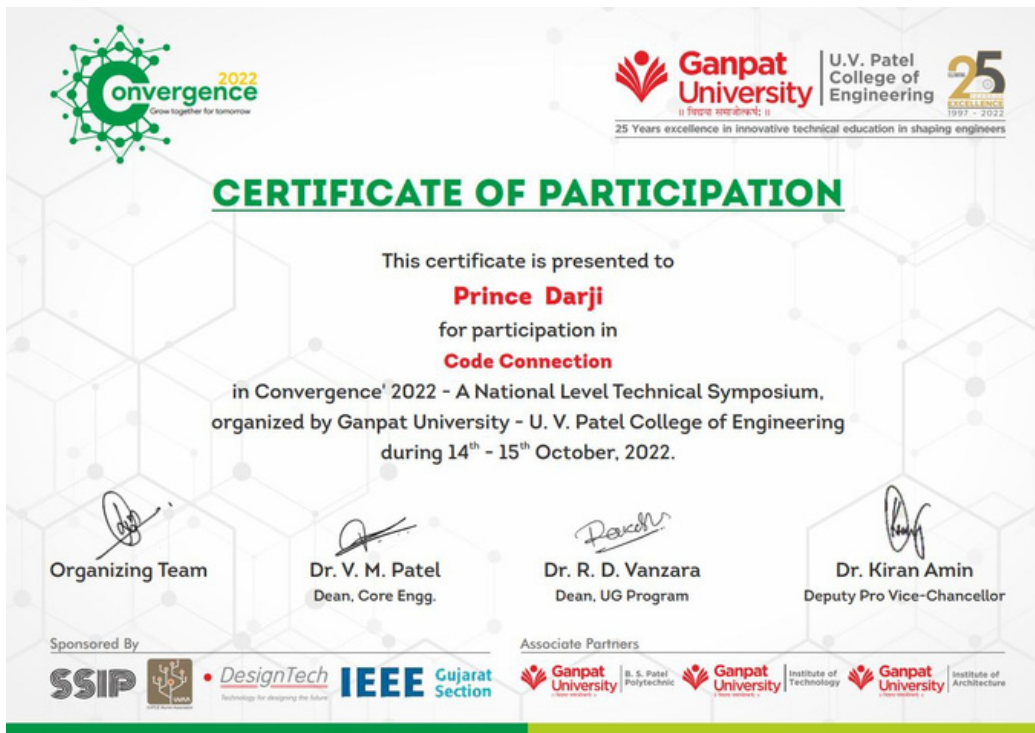 Convergence 2022
Grow together for tomorrow
Ganpat University
॥ विद्यया समाजोत्कर्षः ॥
U.V. Patel College of Engineering
25
EXCELLENCE
1997 - 2022
25 Years excellence in innovative technical education in shaping engineers
CERTIFICATE OF PARTICIPATION
This certificate is presented to
Prince Darji
for participation in
Code Connection
in Convergence' 2022 - A National Level Technical Symposium,
organized by Ganpat University - U. V. Patel College of Engineering
during 14th - 15th October, 2022.
Organizing Team
Dr. V. M. Patel
Dean, Core Engg.
Dr. R. D. Vanzara
Dean, UG Program
Dr. Kiran Amin
Deputy Pro Vice-Chancellor
Sponsored By
SSIP
DesignTech
Technology for designing the future
IEEE Gujarat Section
Associate Partners
Ganpat University
B. S. Patel Polytechnic
Ganpat University
Institute of Technology
Ganpat University
Institute of Architecture